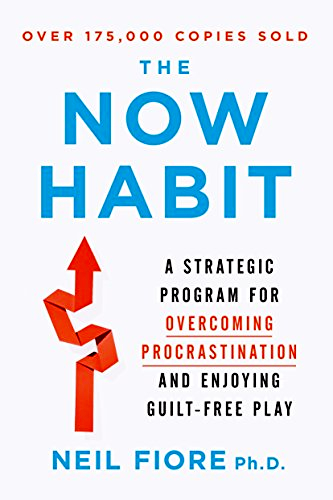 OVER 175,000 COPIES SOLD
THE
NOW
HABIT
A STRATEGIC
PROGRAM FOR
OVERCOMING
PROCRASTINATION
AND ENJOYING
GUILT-FREE PLAY
NEIL FIORE Ph.D.